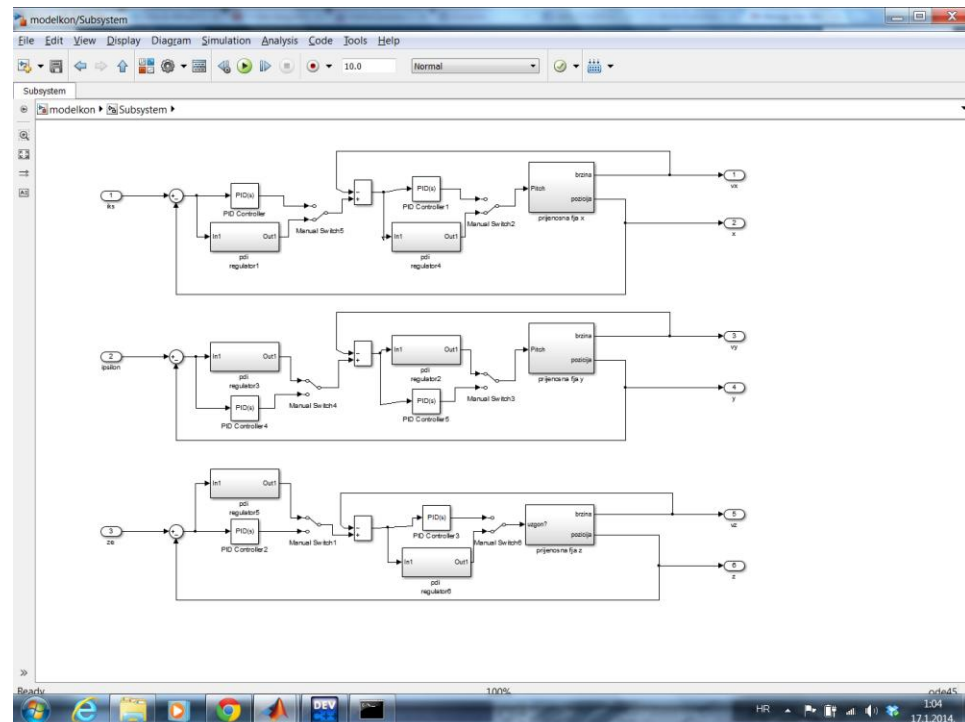 modelkon/Subsystem
File Edit View Display Diagram Simulation Analysis Code Tools Help
10.0 Normal
Subsystem
modelkon Subsystem
1
iks
PID(s)
PID Controller
In1 Out1
pdi
regulator1
Manual Switch5
PID(s)
PID Controller1
In1 Out1
pdi
regulator4
Manual Switch2
Pitch
brzina
pozicija
prijenosna fja x
1
vx
2
x
2
ipsilon
In1 Out1
pdi
regulator3
PID(s)
PID Controller4
Manual Switch4
In1 Out1
pdi
regulator2
PID(s)
PID Controller5
Manual Switch3
Pitch
brzina
pozicija
prijenosna fja y
3
vy
4
y
3
ze
In1 Out1
pdi
regulator5
PID(s)
PID Controller2
Manual Switch1
PID(s)
PID Controller3
In1 Out1
pdi
regulator6
Manual Switch6
uzgon?
brzina
pozicija
prijenosna fja z
5
vz
6
z
Ready 100% ode45
DEV
HR 1:04
17.1.2014